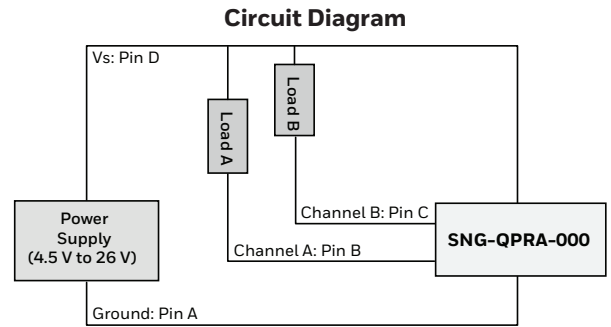 Circuit Diagram
Vs: Pin D
Load A
Load B
Channel B: Pin C
Power
Supply
(4.5 V to 26 V)
SNG-QPRA-000
Channel A: Pin B
Ground: Pin A